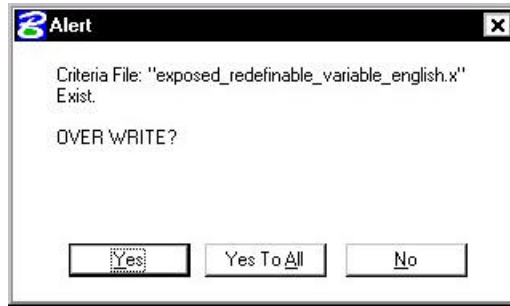 Alert
Criteria File: "exposed_redefinable_variable_english.x"
Exist.
OVER WRITE?
Yes
Yes To All
No